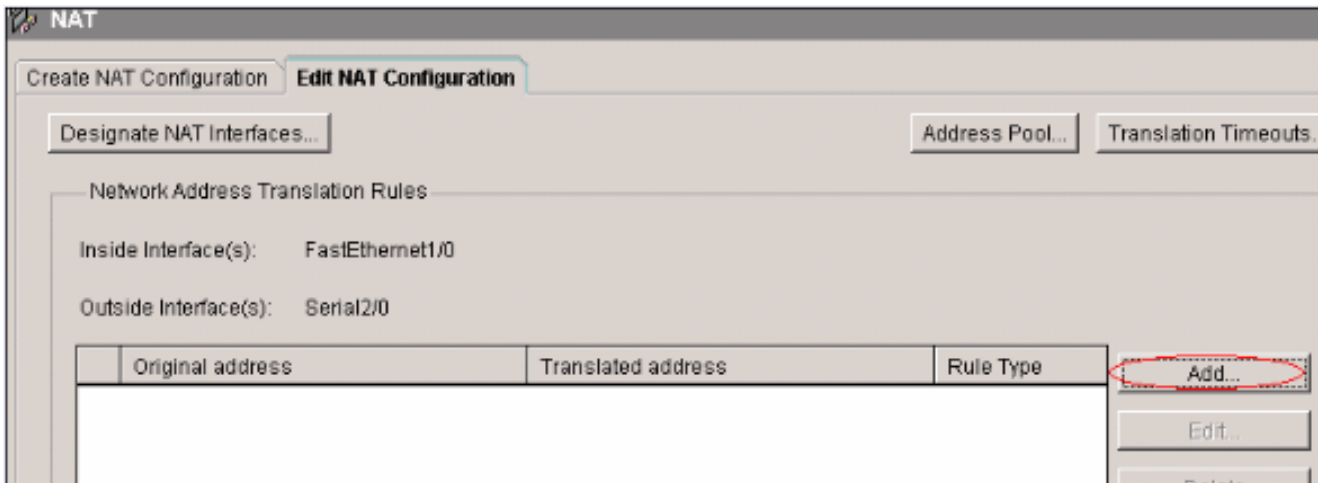 NAT
Create NAT Configuration Edit NAT Configuration
Designate NAT Interfaces... Address Pool... Translation Timeouts.
Network Address Translation Rules
Inside Interface(s): FastEthernet1/0
Outside Interface(s): Serial2/0
Original address Translated address Rule Type
Add...
Edit...